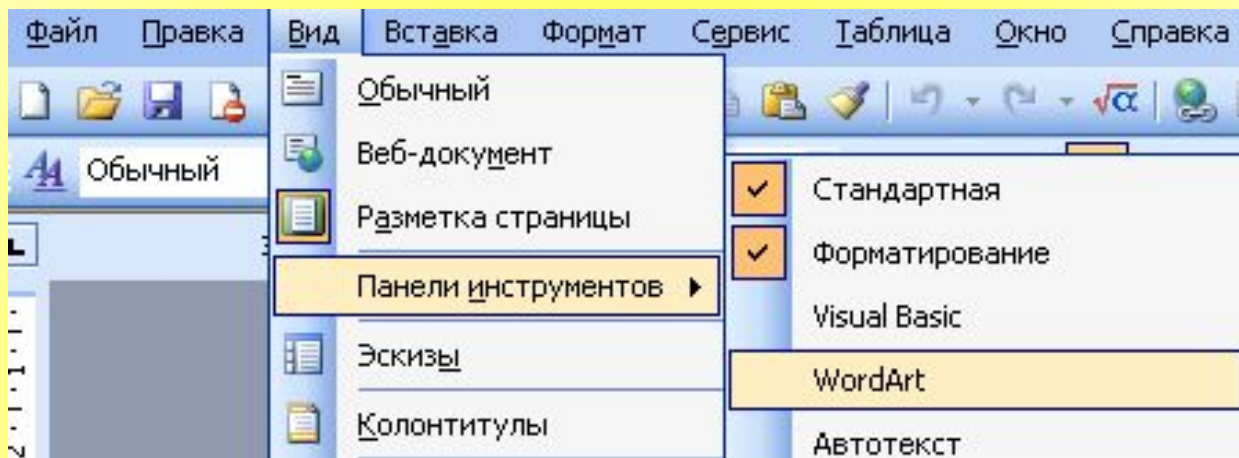 Файл Правка Вид Вставка Формат Сервис Таблица Окно Справка
Обычный
Обычный
Веб-документ
Разметка страницы
Панели инструментов
Эскизы
Колонтитулы
Стандартная
Форматирование
Visual Basic
WordArt
Автотекст